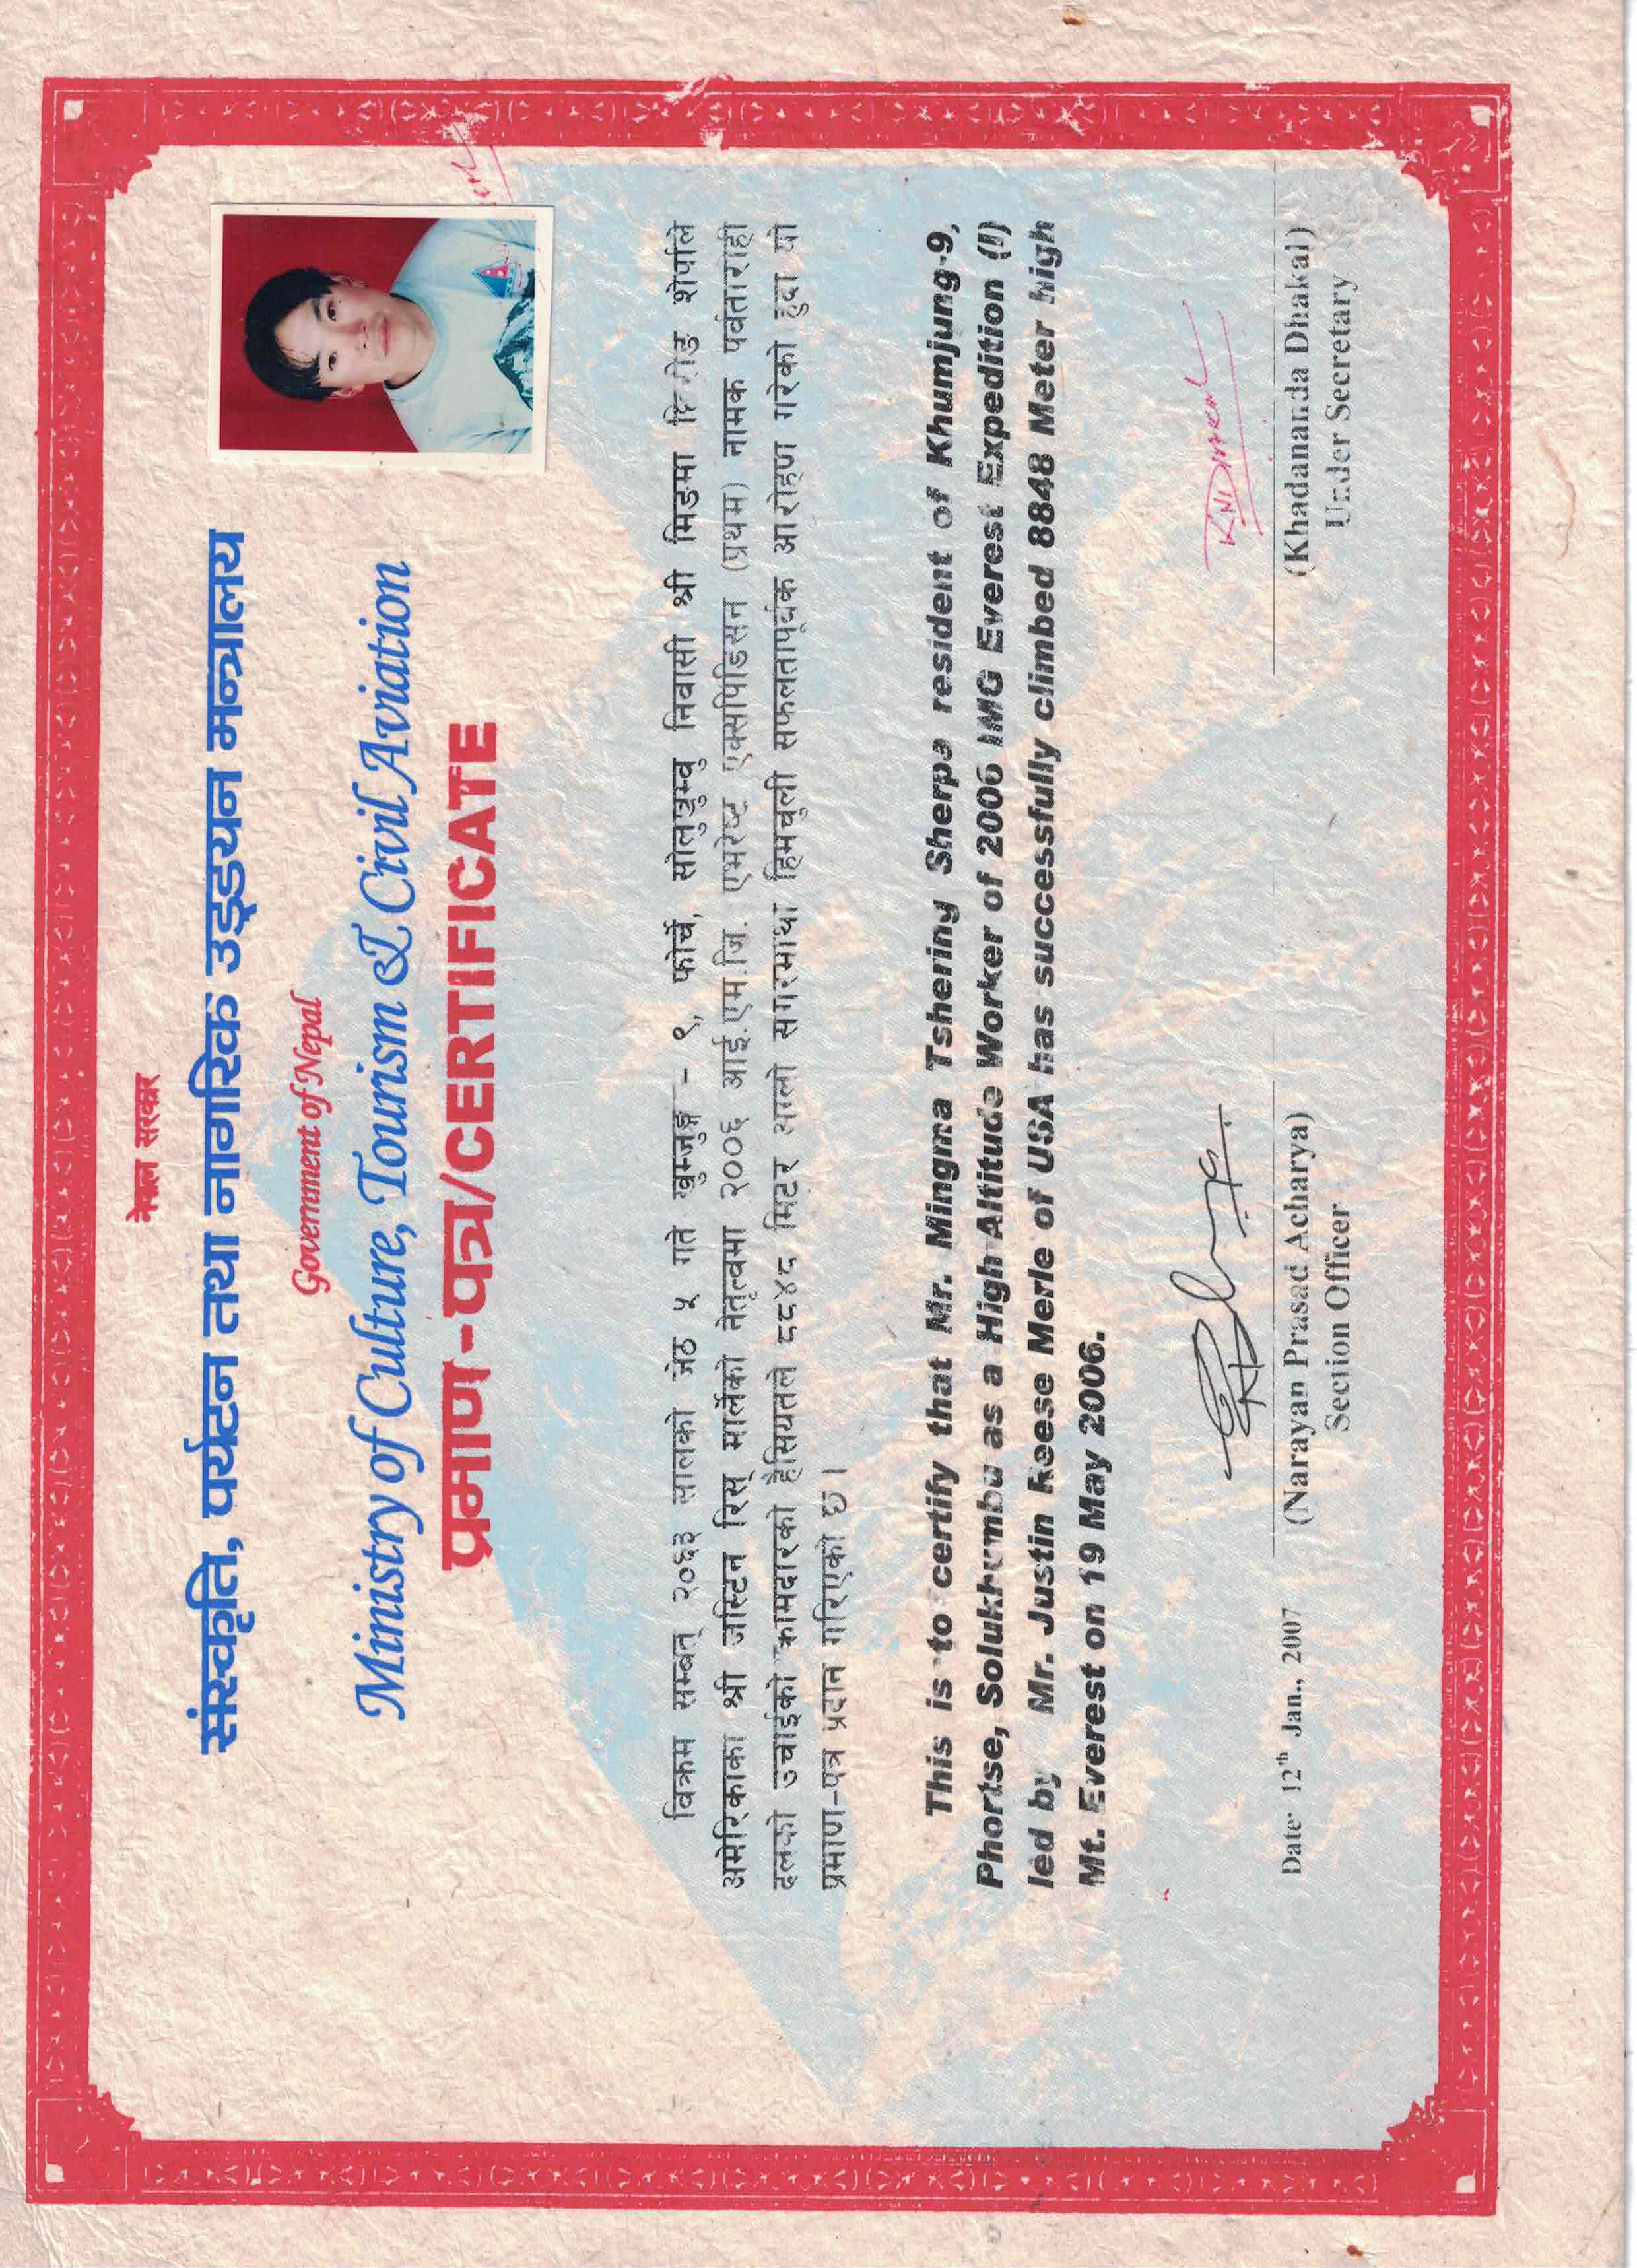 नेपाल सरकार
संस्कृति, पर्यटन तथा नागरिक उड्डयन मन्त्रालय
Government of Nepal
Ministry of Culture, Tourism & Civil Aviation
प्रमाण-पत्र/CERTIFICATE
विक्रम सम्बत् २०६३ सालको जेठ ५ गते खुम्जुङ्ग - ९, फोर्चे, सोलुखुम्बु निवासी श्री मिङमा शेर्पाले
अमेरिकाका श्री जस्टिन रिस् मार्लेको नेतृत्वमा २००६ आई.एम.जि. एभरेष्ट एक्सपिडिसन (प्रथम) नामक पर्वतारोही
दलको उचाईको कामदारको हैसियतले ८८४८ मिटर अग्लो सगरमाथा हिमचुली सफलतापूर्वक आरोहण गरेको हुदा यो
प्रमाण-पत्र प्रदान गरिएको छ।
This is to certify that Mr. Mingma Tshering Sherpa resident of Khumjung-9,
Phortse, Solukhumbu as a High Altitude Worker of 2006 IMG Everest Expedition (I)
led by Mr. Justin Reese Merle of USA has successfully climbed 8848 Meter high
Mt. Everest on 19 May 2006.
Date: 12th Jan., 2007
(Narayan Prasad Acharya)
Section Officer
(Khadananda Dhakal)
Under Secretary